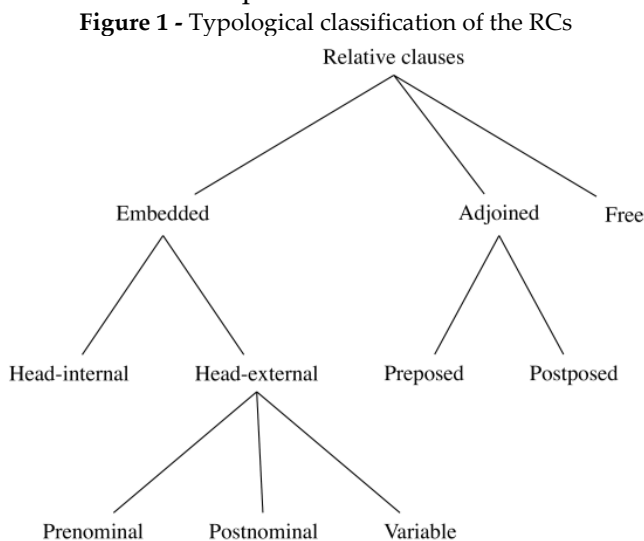 Figure 1 - Typological classification of the RCs
Relative clauses
Embedded Adjoined Free
Head-internal Head-external Preposed Postposed
Prenominal Postnominal Variable